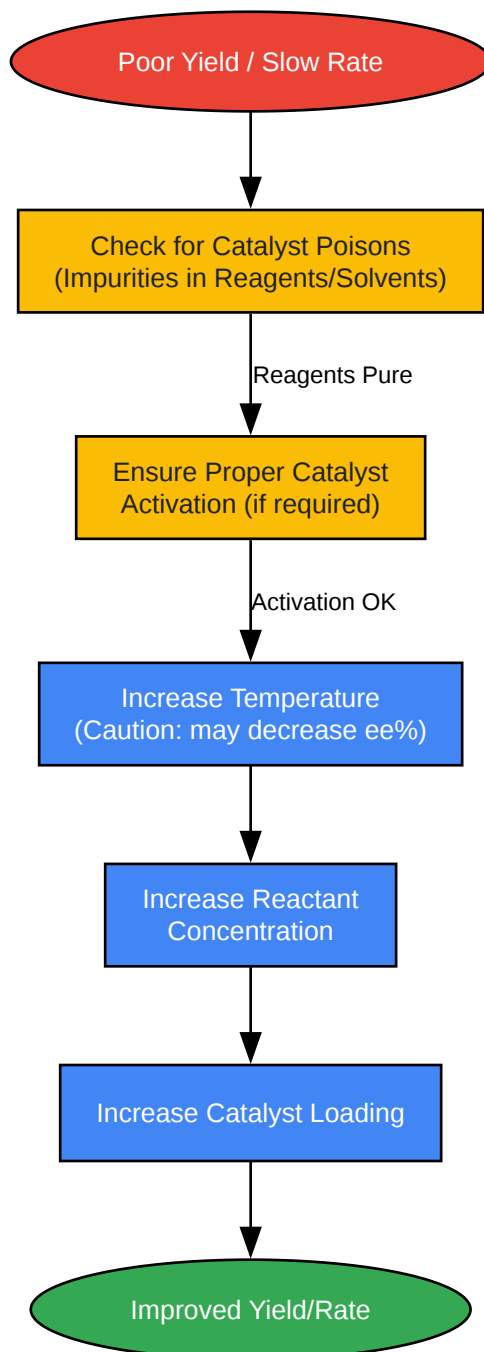 Poor Yield / Slow Rate
Check for Catalyst Poisons
(Impurities in Reagents/Solvents)
Reagents Pure
Ensure Proper Catalyst
Activation (if required)
Activation OK
Increase Temperature
(Caution: may decrease ee%)
Increase Reactant
Concentration
Increase Catalyst Loading
Improved Yield/Rate